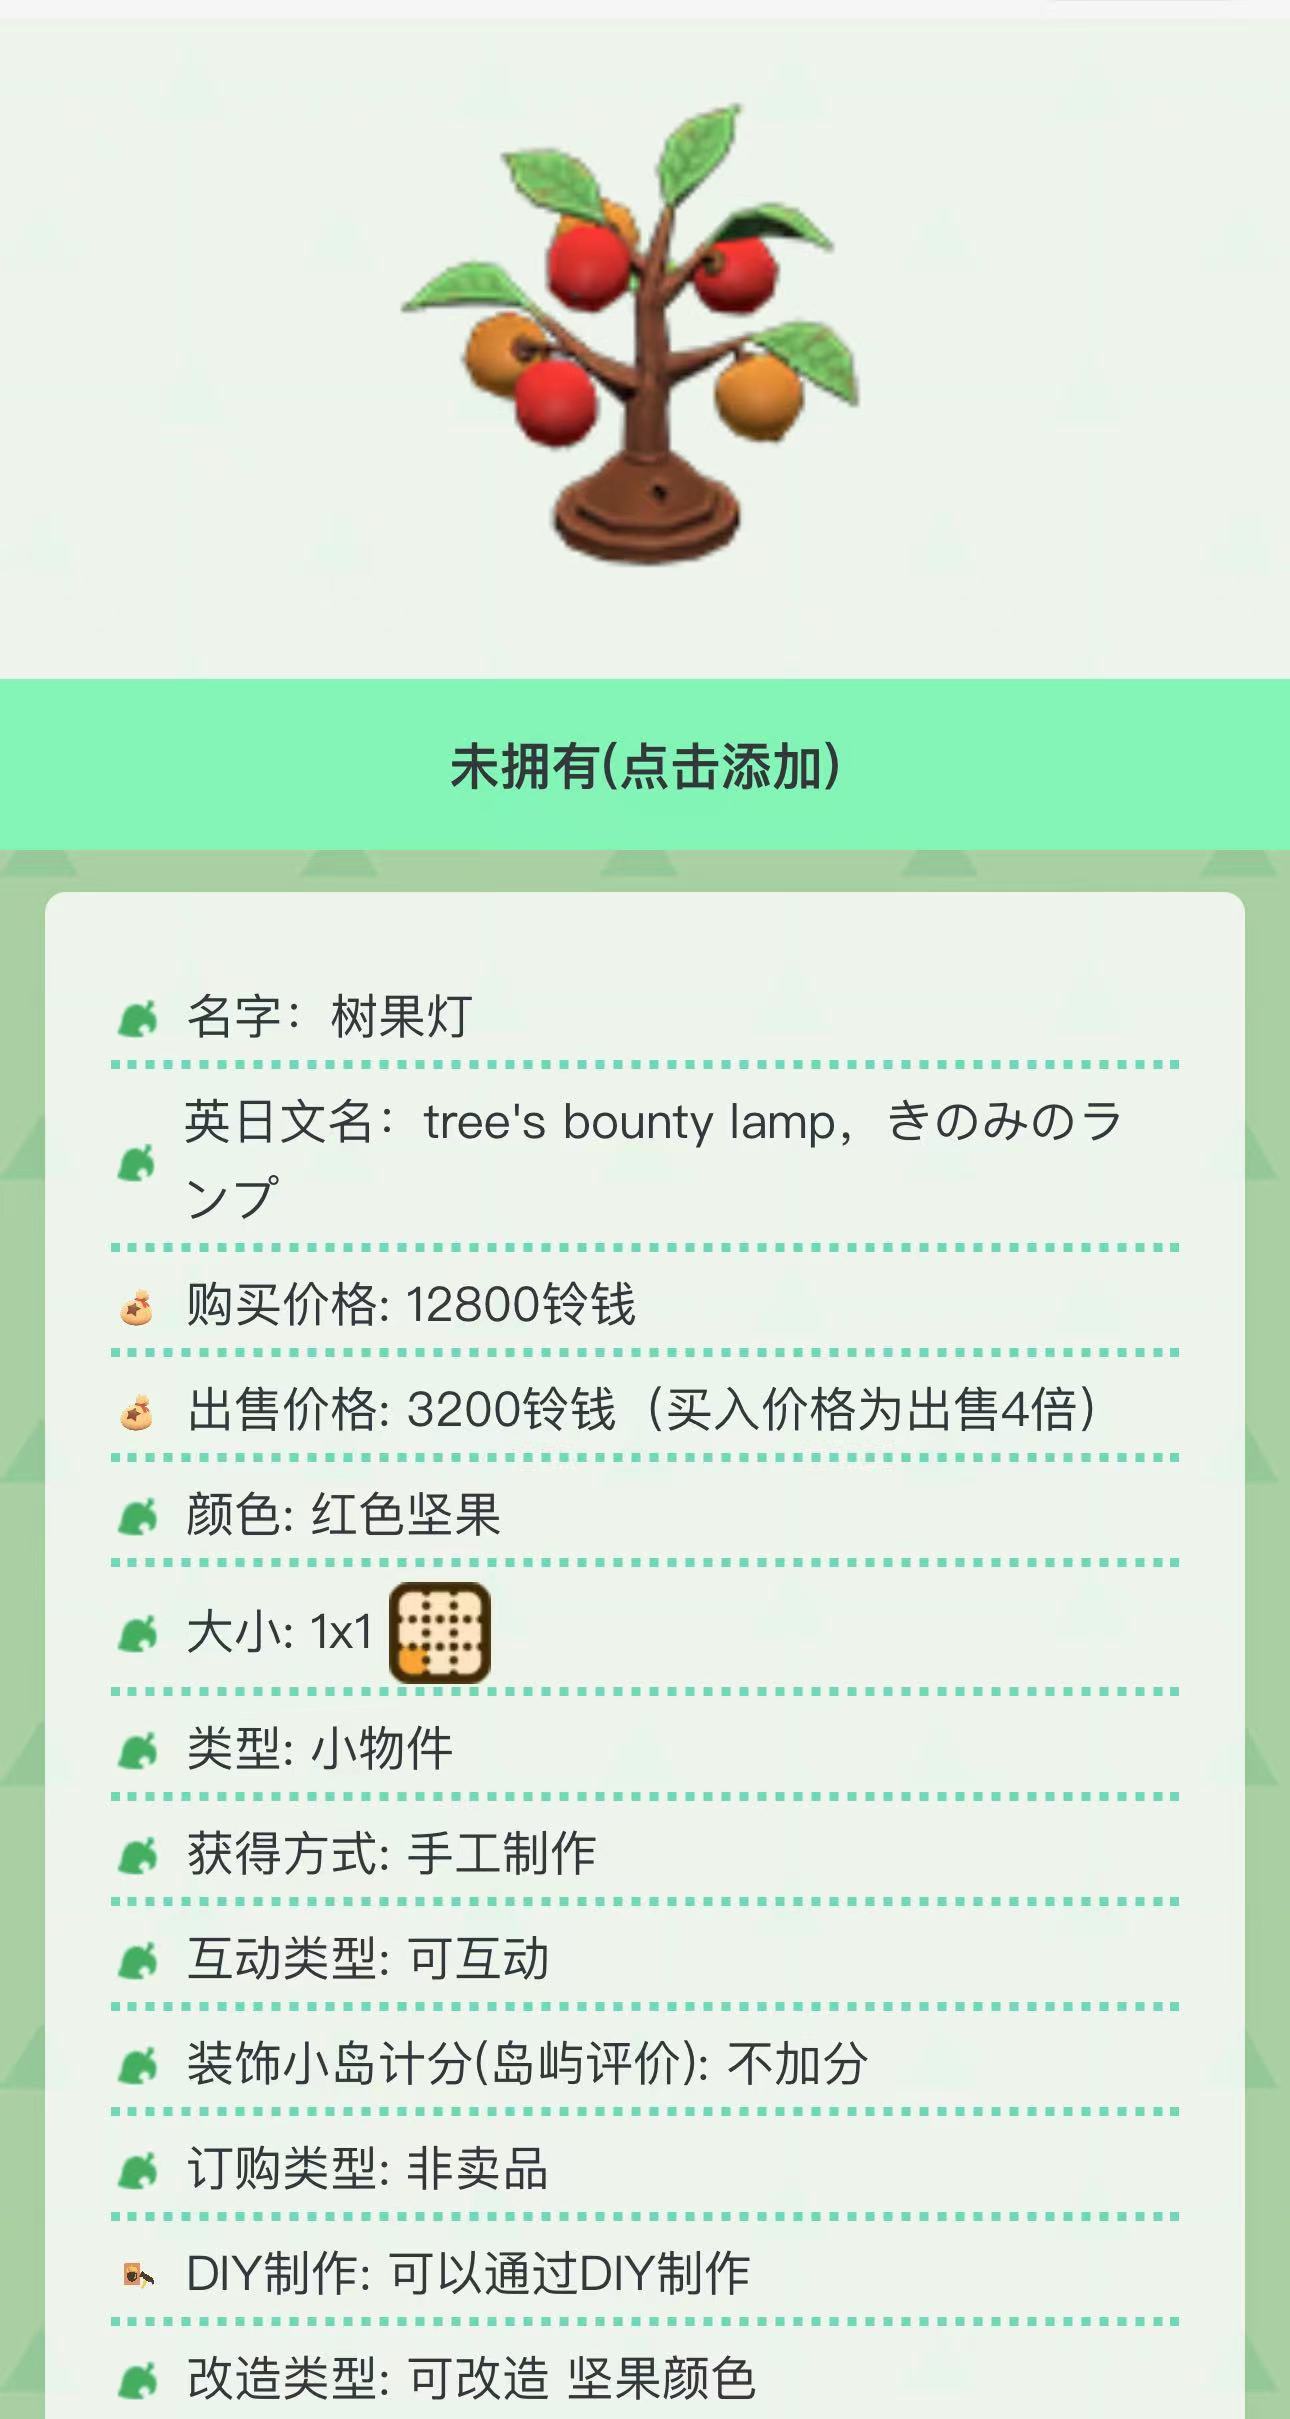 未拥有(点击添加)
名字：树果灯
英日文名：tree's bounty lamp，きのみのラ
ンプ
购买价格: 12800铃钱
出售价格: 3200铃钱（买入价格为出售4倍）
颜色: 红色坚果
大小: 1x1
类型: 小物件
获得方式: 手工制作
互动类型: 可互动
装饰小岛计分(岛屿评价): 不加分
订购类型: 非卖品
DIY制作: 可以通过DIY制作
改造类型: 可改造 坚果颜色